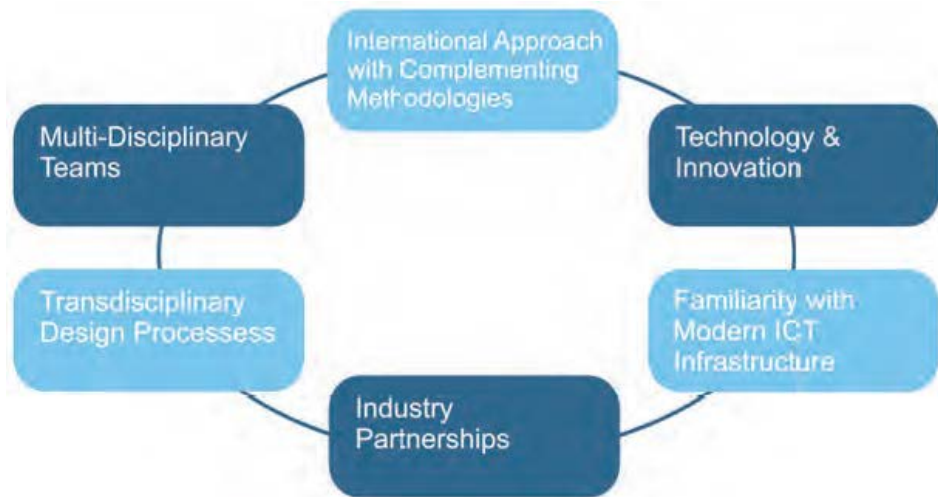 International Approach
with Complementing
Methodologies
Multi-Disciplinary
Teams
Technology &
Innovation
Transdisciplinary
Design Processess
Familiarity with
Modern ICT
Infrastructure
Industry
Partnerships